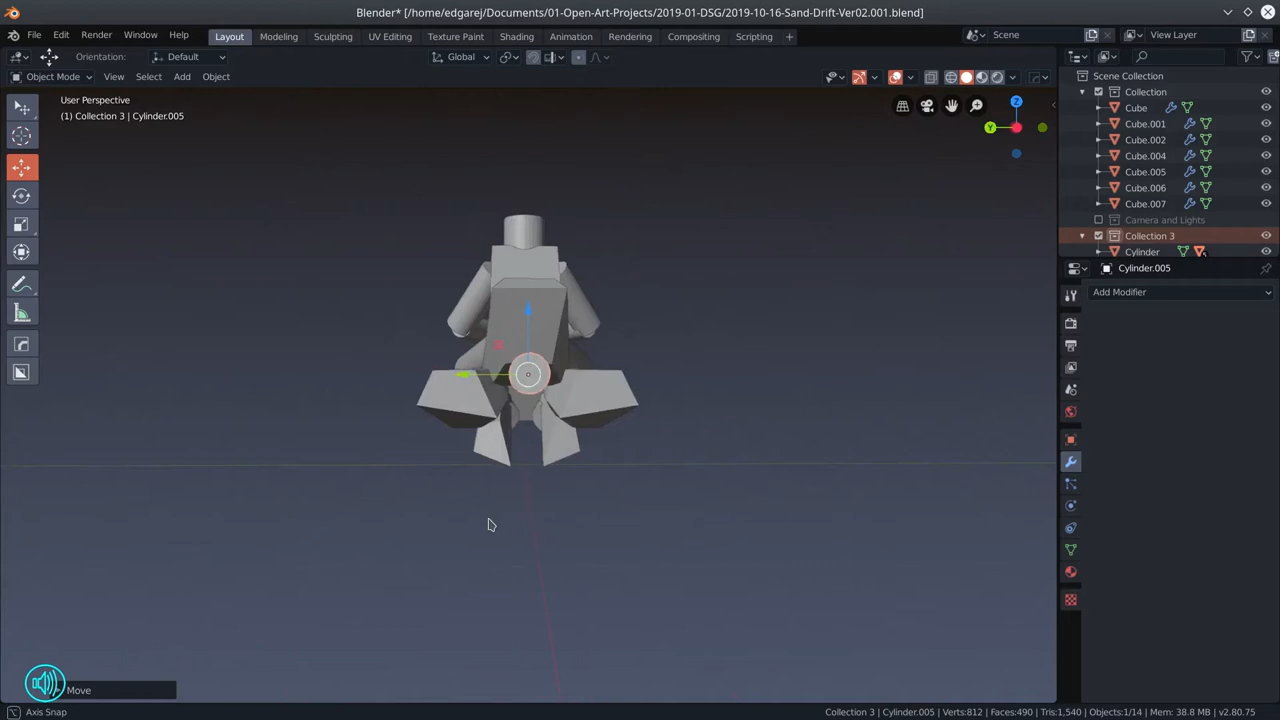 Blender* [/home/edgarej/Documents/01-Open-Art-Projects/2019-01-DSG/2019-10-16-Sand-Drift-Ver02.001.blend]
File Edit Render Window Help Layout Modeling Sculpting UV Editing Texture Paint Shading Animation Rendering Compositing Scripting + Scene View Layer
Orientation: Default Global
Object Mode View Select Add Object
User Perspective
(1) Collection 3 | Cylinder.005
Z
Y
Scene Collection
Collection
Cube
Cube.001
Cube.002
Cube.004
Cube.005
Cube.006
Cube.007
Camera and Lights
Collection 3
Cylinder
Cylinder.005
Add Modifier
Move
Axis Snap
Collection 3 | Cylinder.005 | Verts:812 | Faces:490 | Tris:1,540 | Objects:1/14 | Mem: 38.8 MB | v2.80.75